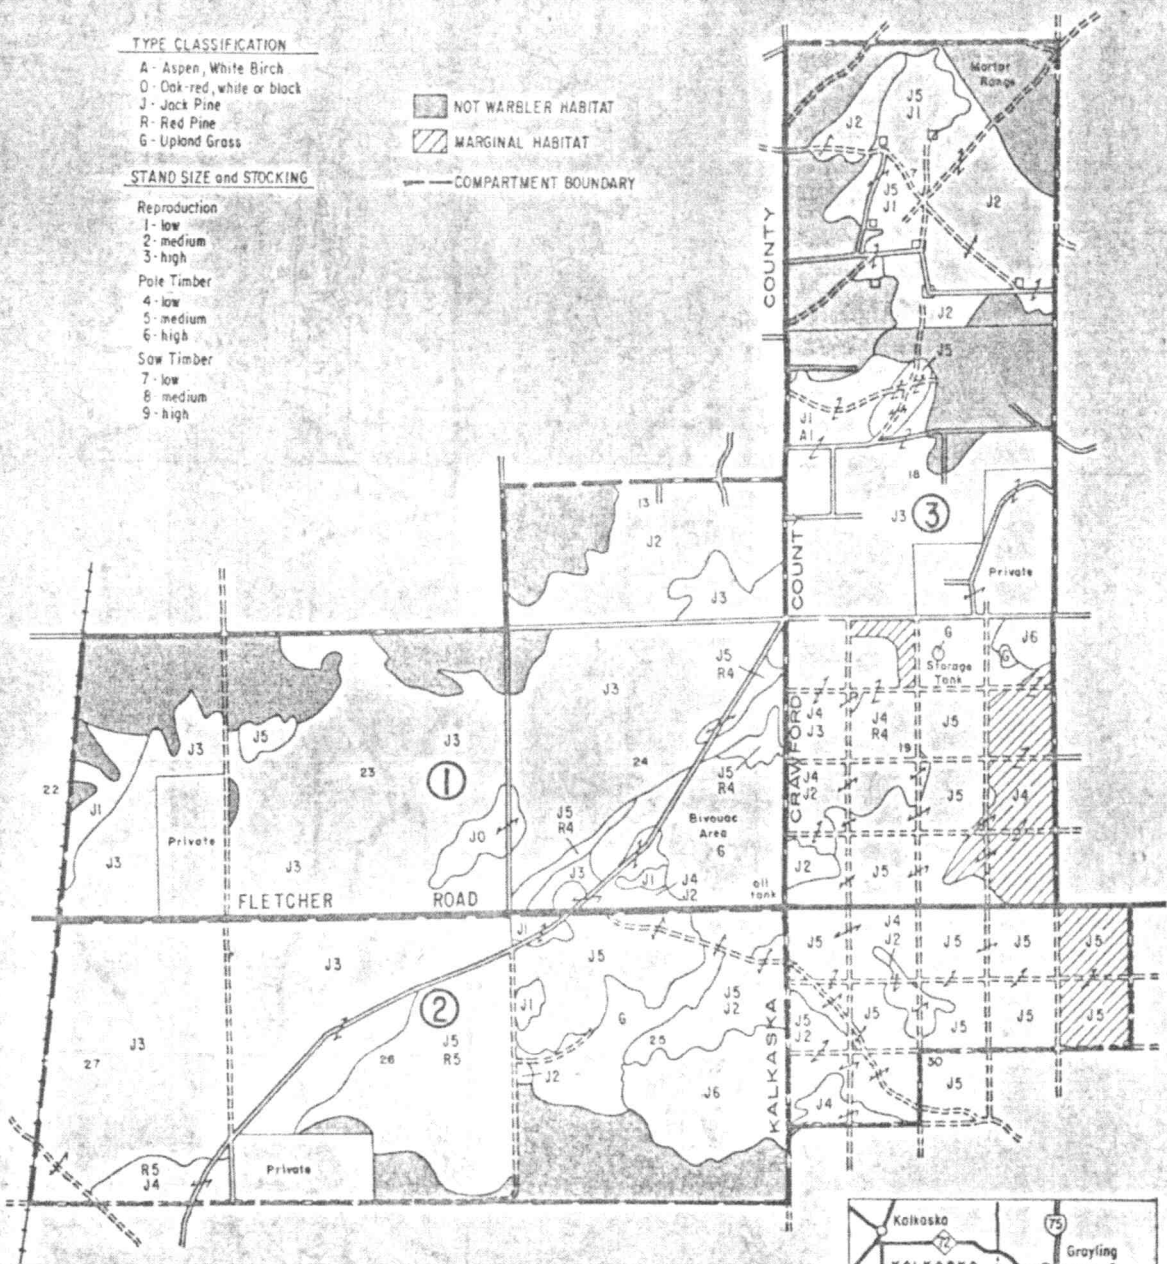 TYPE CLASSIFICATION
A - Aspen, White Birch
O - Oak-red, white or black
J - Jack Pine
R - Red Pine
G - Upland Grass
STAND SIZE and STOCKING
Reproduction
1 - low
2 - medium
3 - high
Pole Timber
4 - low
5 - medium
6 - high
Saw Timber
7 - low
8 - medium
9 - high
NOT WARBLER HABITAT
MARGINAL HABITAT
COMPARTMENT BOUNDARY
Mortar
Range
J5
J1
J2
7
J5
J1
J2
COUNTY
J2
J5
J1
A1
18
J3
3
13
J2
COUNT
Private
J3
G
Storage
Tank
J6
G
J5
R4
J3
J3
J5
J3
CRAWFORD
J4
J3
J4
R4
19
J5
22
23
1
24
J5
R4
J4
J2
J5
J4
J1
Private
J3
J3
JO
J5
R4
Bivouac
Area
G
J3
J1
J4
J2
oil
tank
J2
J5
FLETCHER ROAD
J1
J5
J4
J2
J5
J5
J5
J3
J5
2
J1
G
J5
J2
KALKASKA
J5
J2
J5
J5
J5
J5
J3
27
26
J5
R5
25
J2
30
J5
J6
J4
R5
J4
Private
Kalkaska
72
75
Grayling